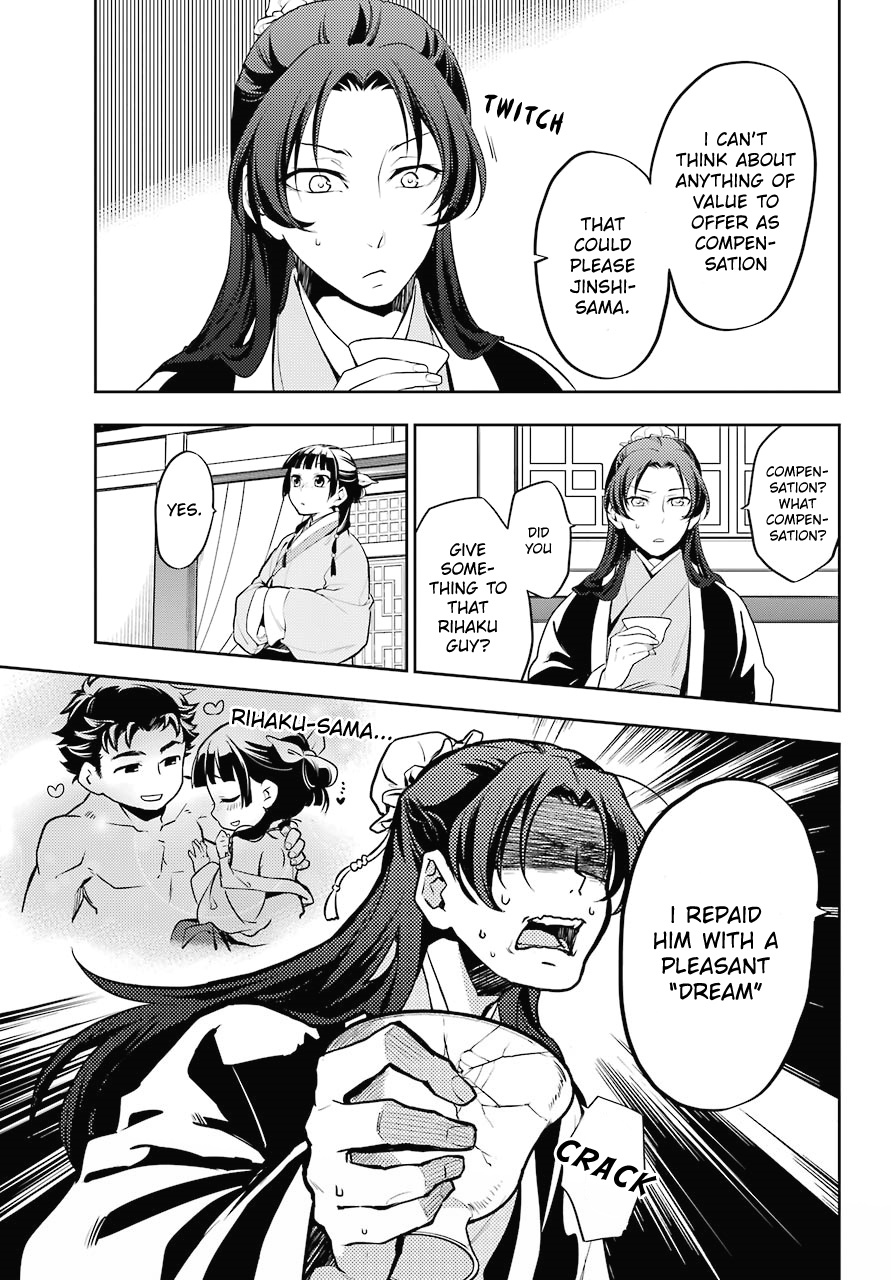 I CAN'T
THINK ABOUT
ANYTHING OF
VALUE TO
OFFER AS
COMPEN-
SATION
THAT
COULD
PLEASE
JINSHI-
SAMA.
TWITCH
COMPEN-
SATION?
WHAT
COMPEN-
SATION?
DID
YOU
GIVE
SOME-
THING TO
THAT
RIHAKU
GUY?
YES.
RIHAKU-SAMA...
I REPAID
HIM WITH A
PLEASANT
"DREAM"
CRACK